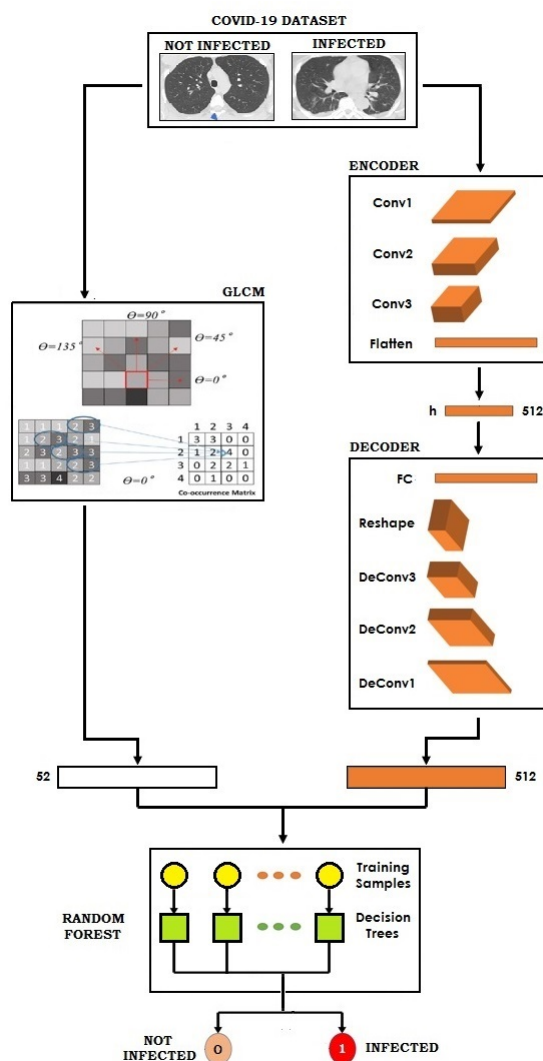 COVID-19 DATASET
NOT INFECTED
INFECTED
ENCODER
Conv1
Conv2
Conv3
Flatten
h
512
DECODER
FC
Reshape
DeConv3
DeConv2
DeConv1
GLCM
Θ=90°
Θ=135°
Θ=45°
Θ=0°
1 1 1 2 3
1 2 3 2 1
2 3 2 3 3
1 1 2 2 3
3 3 4 2 2
Θ=0°
1 2 3 4
1 3 3 0 0
2 1 2 4 0
3 0 2 2 1
4 0 1 0 0
Co-occurrence Matrix
52
512
RANDOM
FOREST
Training
Samples
Decision
Trees
NOT
INFECTED
0
1
INFECTED